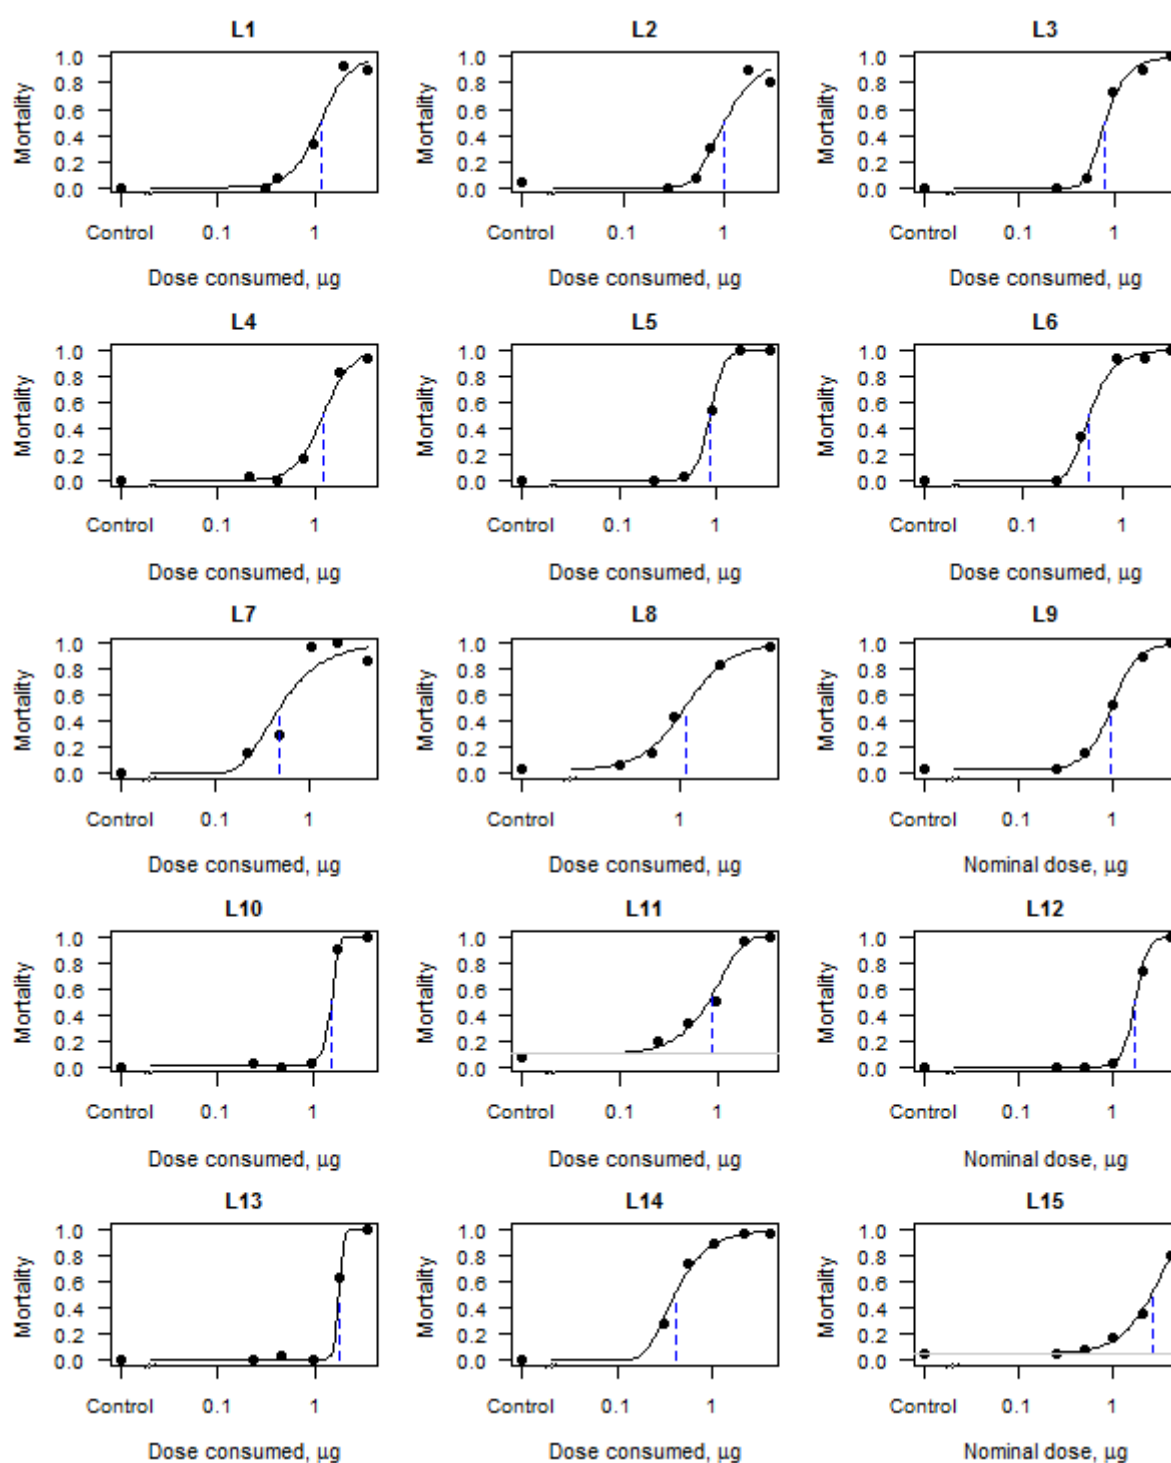 L1 L2 L3
Mortality 1.0 0.8 0.6 0.4 0.2 0.0 Mortality 1.0 0.8 0.6 0.4 0.2 0.0 Mortality 1.0 0.8 0.6 0.4 0.2 0.0
Control 0.1 1 Control 0.1 1 Control 0.1 1
Dose consumed, µg Dose consumed, µg Dose consumed, µg
L4 L5 L6
Mortality 1.0 0.8 0.6 0.4 0.2 0.0 Mortality 1.0 0.8 0.6 0.4 0.2 0.0 Mortality 1.0 0.8 0.6 0.4 0.2 0.0
Control 0.1 1 Control 0.1 1 Control 0.1 1
Dose consumed, µg Dose consumed, µg Dose consumed, µg
L7 L8 L9
Mortality 1.0 0.8 0.6 0.4 0.2 0.0 Mortality 1.0 0.8 0.6 0.4 0.2 0.0 Mortality 1.0 0.8 0.6 0.4 0.2 0.0
Control 0.1 1 Control 1 Control 0.1 1
Dose consumed, µg Dose consumed, µg Nominal dose, µg
L10 L11 L12
Mortality 1.0 0.8 0.6 0.4 0.2 0.0 Mortality 1.0 0.8 0.6 0.4 0.2 0.0 Mortality 1.0 0.8 0.6 0.4 0.2 0.0
Control 0.1 1 Control 0.1 1 Control 0.1 1
Dose consumed, µg Dose consumed, µg Nominal dose, µg
L13 L14 L15
Mortality 1.0 0.8 0.6 0.4 0.2 0.0 Mortality 1.0 0.8 0.6 0.4 0.2 0.0 Mortality 1.0 0.8 0.6 0.4 0.2 0.0
Control 0.1 1 Control 0.1 1 Control 0.1 1
Dose consumed, µg Dose consumed, µg Nominal dose, µg